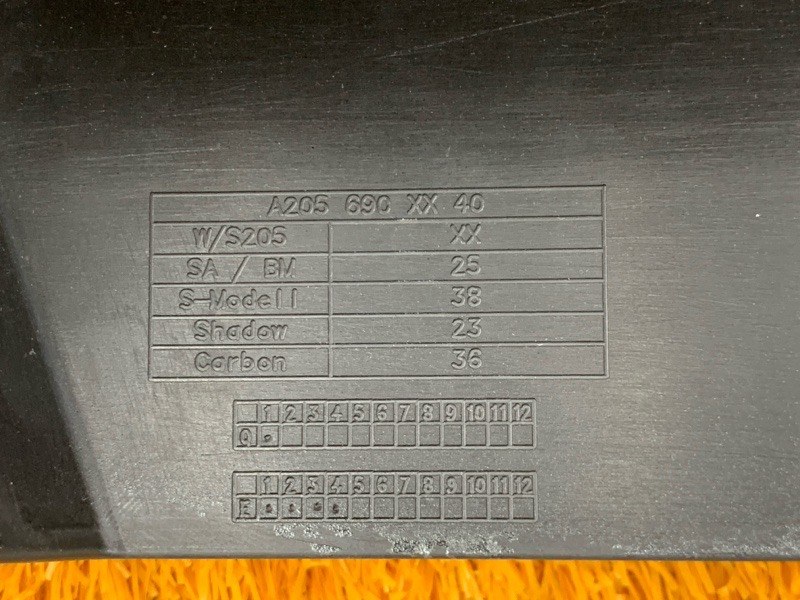 A205 690 XX 40
W/S205 XX
SA / BM 25
S-Modell 38
Shadow 23
Carbon 36
1 2 3 4 5 6 7 8 9 10 11 12
Q
1 2 3 4 5 6 7 8 9 10 11 12
E